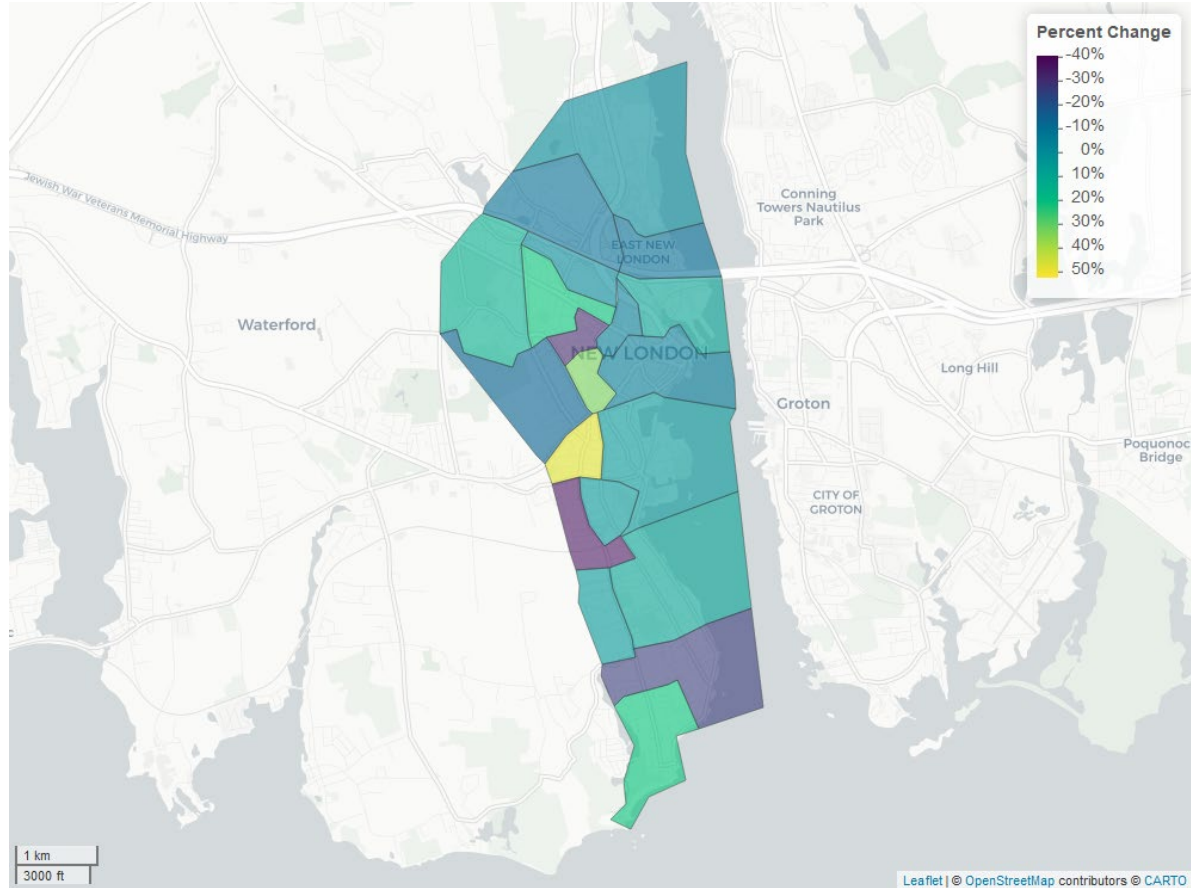 Percent Change
-40%
-30%
-20%
-10%
0%
10%
20%
30%
40%
50%
Jewish War Veterans Memorial Highway
Conning
Towers Nautilus
Park
EAST NEW
LONDON
Waterford
NEW LONDON
Long Hill
Groton
Poquonoc
Bridge
CITY OF
GROTON
1 km
3000 ft
Leaflet | © OpenStreetMap contributors © CARTO